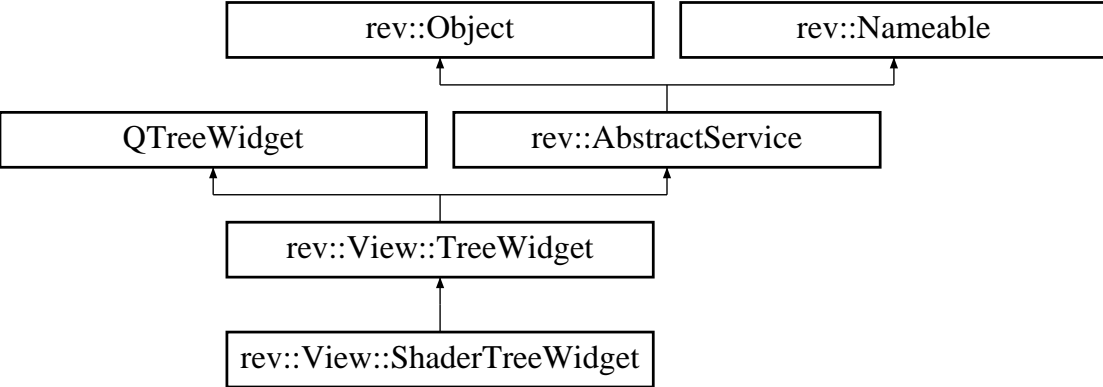 rev::Object
rev::Nameable
QTreeWidget
rev::AbstractService
rev::View::TreeWidget
rev::View::ShaderTreeWidget